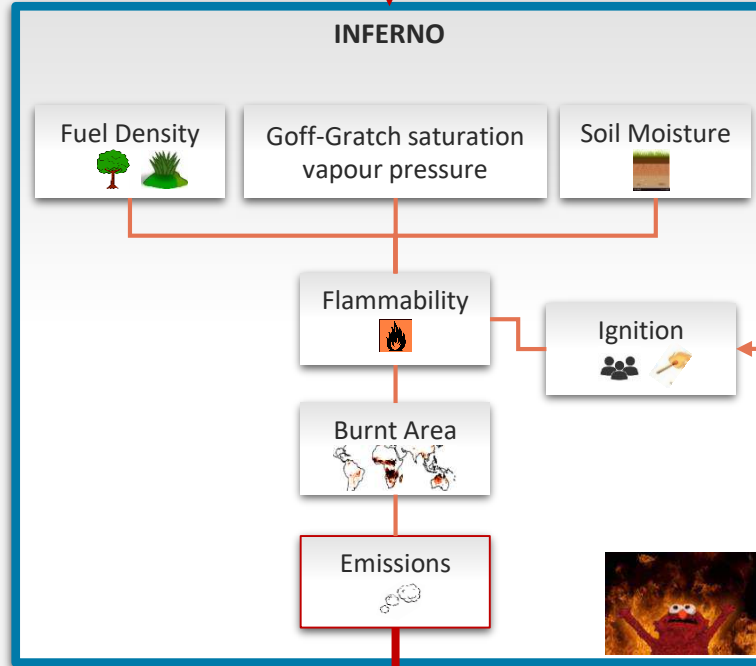 INFERNO
Fuel Density
Goff-Gratch saturation
vapour pressure
Soil Moisture
Flammability
Ignition
Burnt Area
Emissions